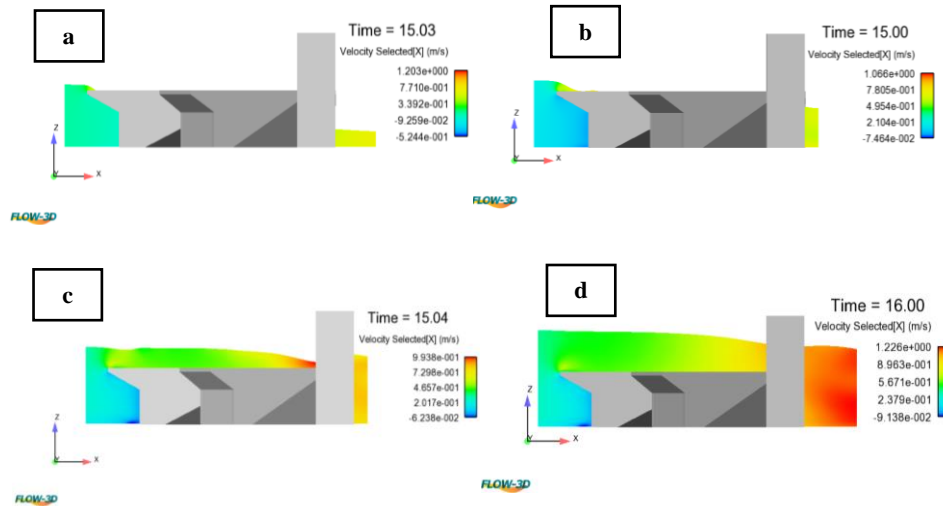 a
Time = 15.03
Velocity Selected[X] (m/s)
1.203e+000
7.710e-001
3.392e-001
-9.259e-002
-5.244e-001
Z
Y
X
FLOW-3D
b
Time = 15.00
Velocity Selected[X] (m/s)
1.066e+000
7.805e-001
4.954e-001
2.104e-001
-7.464e-002
Z
Y
X
FLOW-3D
c
Time = 15.04
Velocity Selected[X] (m/s)
9.938e-001
7.298e-001
4.657e-001
2.017e-001
-6.238e-002
Z
Y
X
FLOW-3D
d
Time = 16.00
Velocity Selected[X] (m/s)
1.226e+000
8.963e-001
5.671e-001
2.379e-001
-9.138e-002
Z
Y
X
FLOW-3D